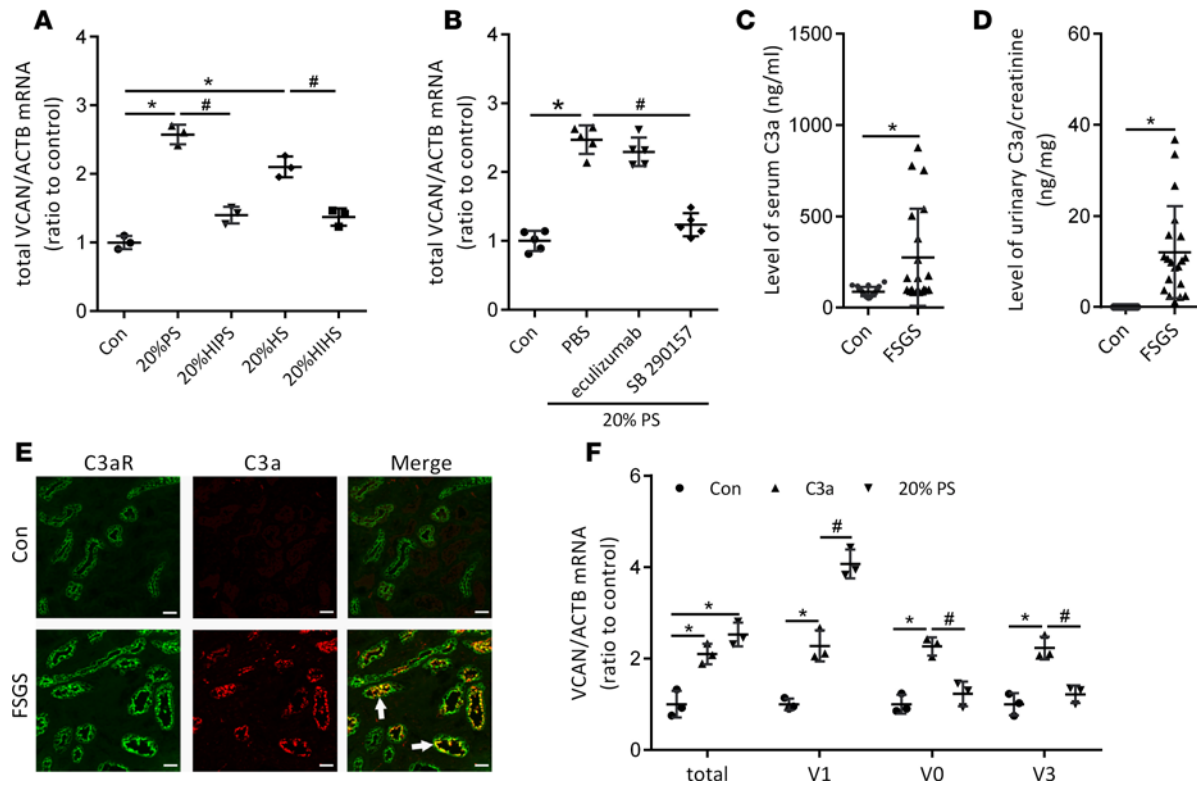 A
total VCAN/ACTB mRNA
(ratio to control)
4
3
2
1
0
*
*
#
#
Con
20%PS
20%HIPS
20%HS
20%HIHS
B
total VCAN/ACTB mRNA
(ratio to control)
4
3
2
1
0
*
#
Con
PBS
eculizumab
SB 290157
20% PS
C
Level of serum C3a (ng/ml)
1000
500
0
*
Con
FSGS
D
Level of urinary C3a/creatinine
(ng/mg)
60
40
20
0
*
Con
FSGS
E
C3aR
C3a
Merge
Con
FSGS
F
VCAN/ACTB mRNA
(ratio to control)
6
4
2
0
Con
C3a
20% PS
*
*
*
#
*
#
*
#
total
V1
V0
V3